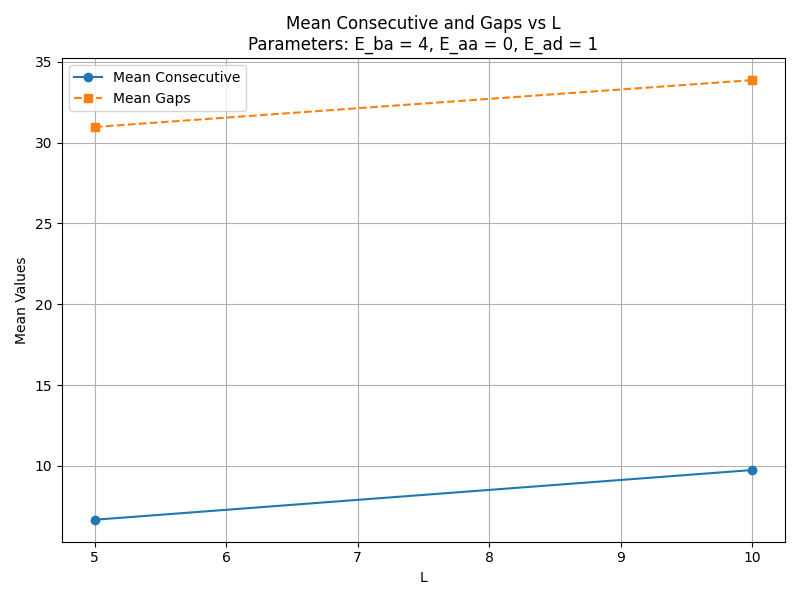 Mean Consecutive and Gaps vs L
Parameters: E_ba = 4, E_aa = 0, E_ad = 1
Mean Consecutive
Mean Gaps
Mean Values
35
30
25
20
15
10
5
6
7
8
9
10
L